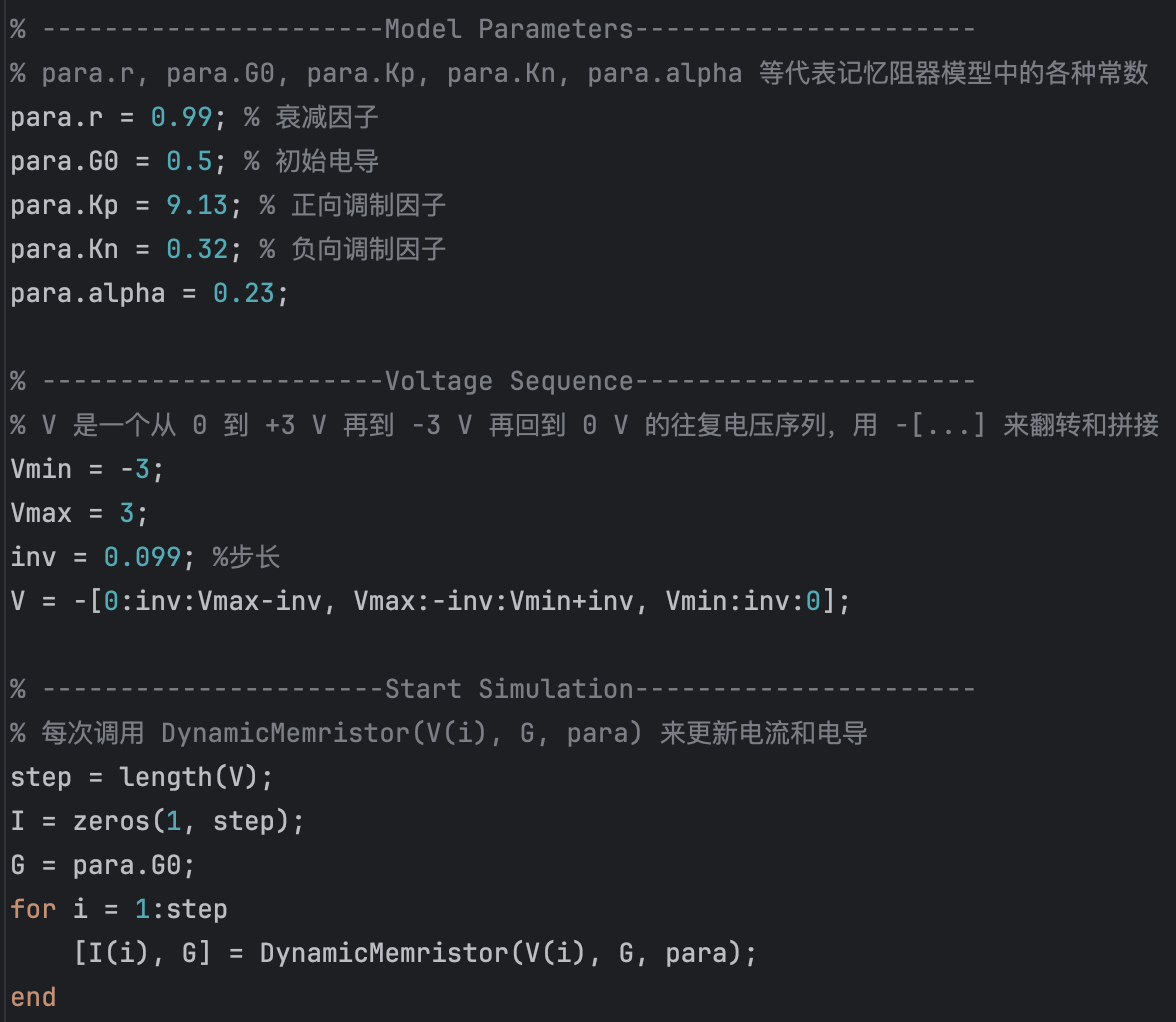 % ----------------------Model Parameters----------------------
% para.r, para.G0, para.Kp, para.Kn, para.alpha 等代表记忆阻器模型中的各种常数
para.r = 0.99; % 衰减因子
para.G0 = 0.5; % 初始电导
para.Kp = 9.13; % 正向调制因子
para.Kn = 0.32; % 负向调制因子
para.alpha = 0.23;
% ----------------------Voltage Sequence----------------------
% V 是一个从 0 到 +3 V 再到 -3 V 再回到 0 V 的往复电压序列，用 -[...] 来翻转和拼接
Vmin = -3;
Vmax = 3;
inv = 0.099; %步长
V = -[0:inv:Vmax-inv, Vmax:-inv:Vmin+inv, Vmin:inv:0];
% ----------------------Start Simulation----------------------
% 每次调用 DynamicMemristor(V(i), G, para) 来更新电流和电导
step = length(V);
I = zeros(1, step);
G = para.G0;
for i = 1:step
    [I(i), G] = DynamicMemristor(V(i), G, para);
end